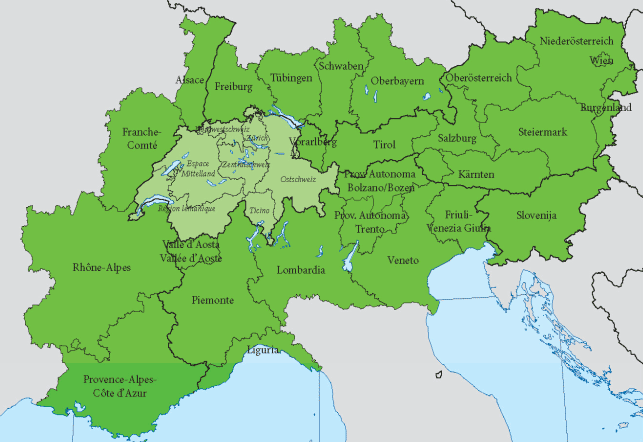 Niederösterreich
Wien
Schwaben
Tübingen
Oberösterreich
Alsace
Freiburg
Oberbayern
Burgenland
Franche-
Comté
Nordwestschweiz
Zürich
Vorarlberg
Tirol
Salzburg
Steiermark
Espace
Mittelland
Zentralschweiz
Ostschweiz
Prov. Autonoma
Bolzano/Bozen
Kärnten
Région lémanique
Ticino
Prov. Autonoma
Trento
Friuli-
Venezia Giulia
Slovenija
Valle d'Aosta
Vallée d'Aoste
Rhône-Alpes
Lombardia
Veneto
Piemonte
Liguria
Provence-Alpes-
Côte d'Azur